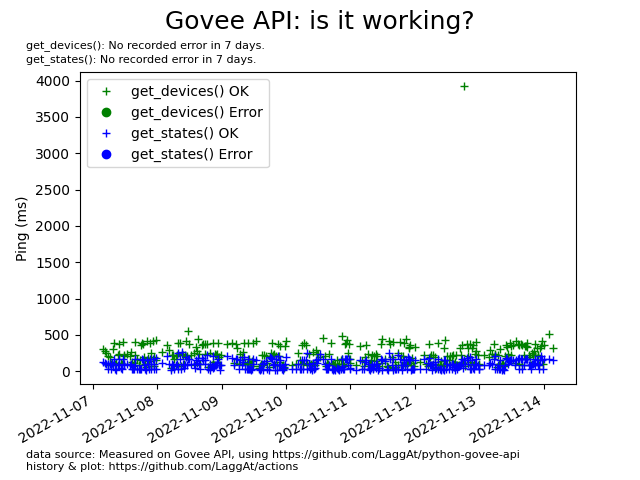 Govee API: is it working?
get_devices(): No recorded error in 7 days.
get_states(): No recorded error in 7 days.
4000
3500
3000
2500
2000
1500
1000
500
0
Ping (ms)
get_devices() OK
get_devices() Error
get_states() OK
get_states() Error
2022-11-07
2022-11-08
2022-11-09
2022-11-10
2022-11-11
2022-11-12
2022-11-13
2022-11-14
data source: Measured on Govee API, using https://github.com/LaggAt/python-govee-api
history & plot: https://github.com/LaggAt/actions